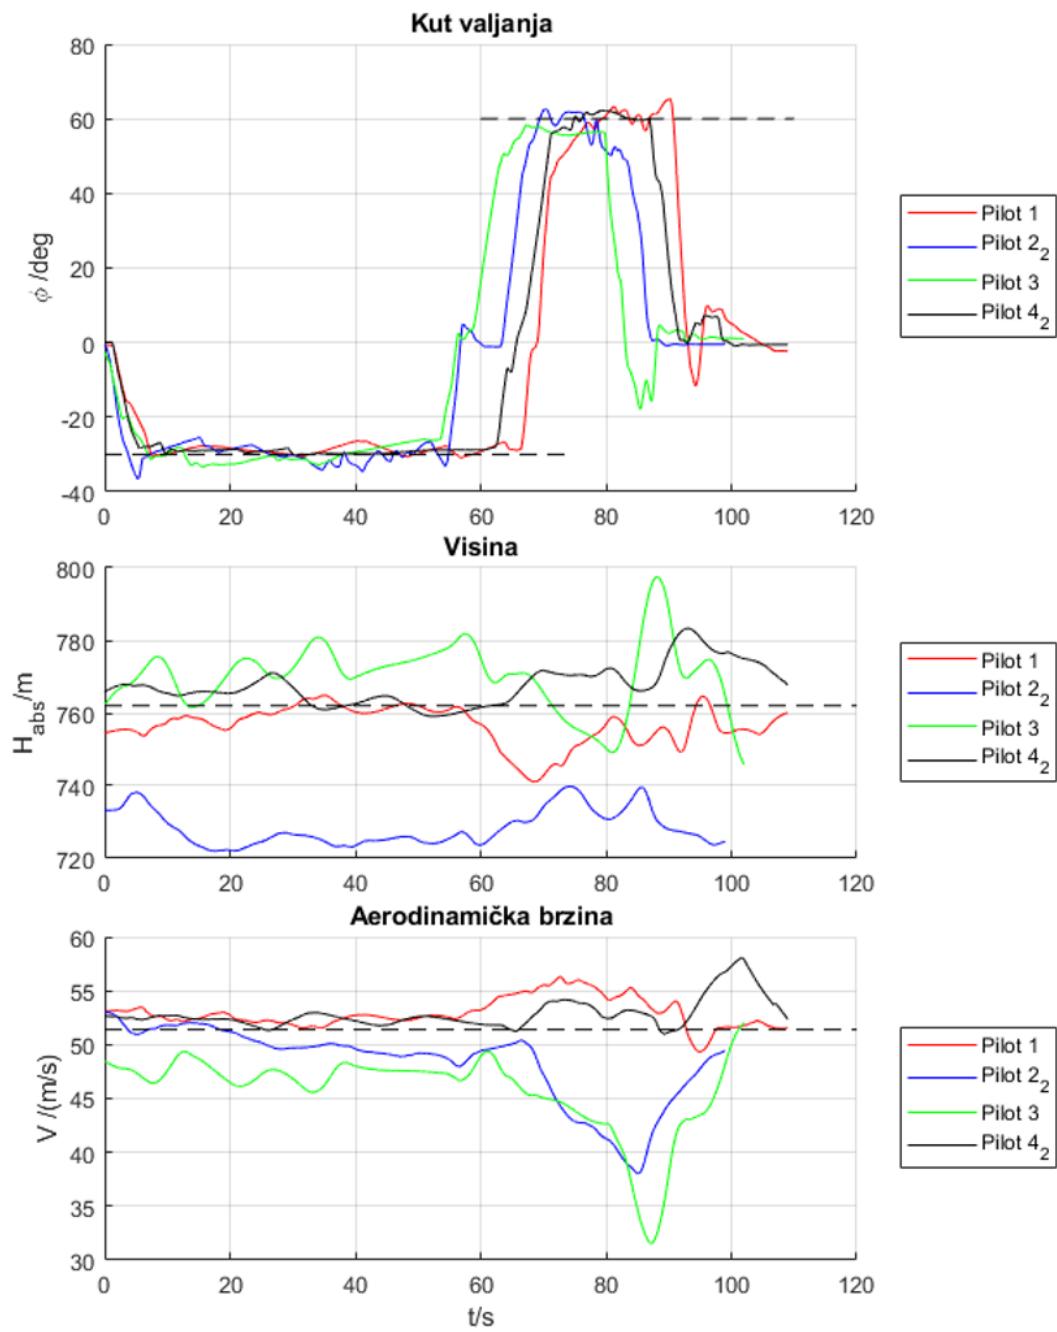 Kut valjanja
80
60
40
20
0
-20
-40
ϕ /deg
0 20 40 60 80 100 120
Pilot 1
Pilot 2₂
Pilot 3
Pilot 4₂
Visina
800
780
760
740
720
H_abs/m
0 20 40 60 80 100 120
Pilot 1
Pilot 2₂
Pilot 3
Pilot 4₂
Aerodinamička brzina
60
55
50
45
40
35
30
V /(m/s)
0 20 40 60 80 100 120
t/s
Pilot 1
Pilot 2₂
Pilot 3
Pilot 4₂